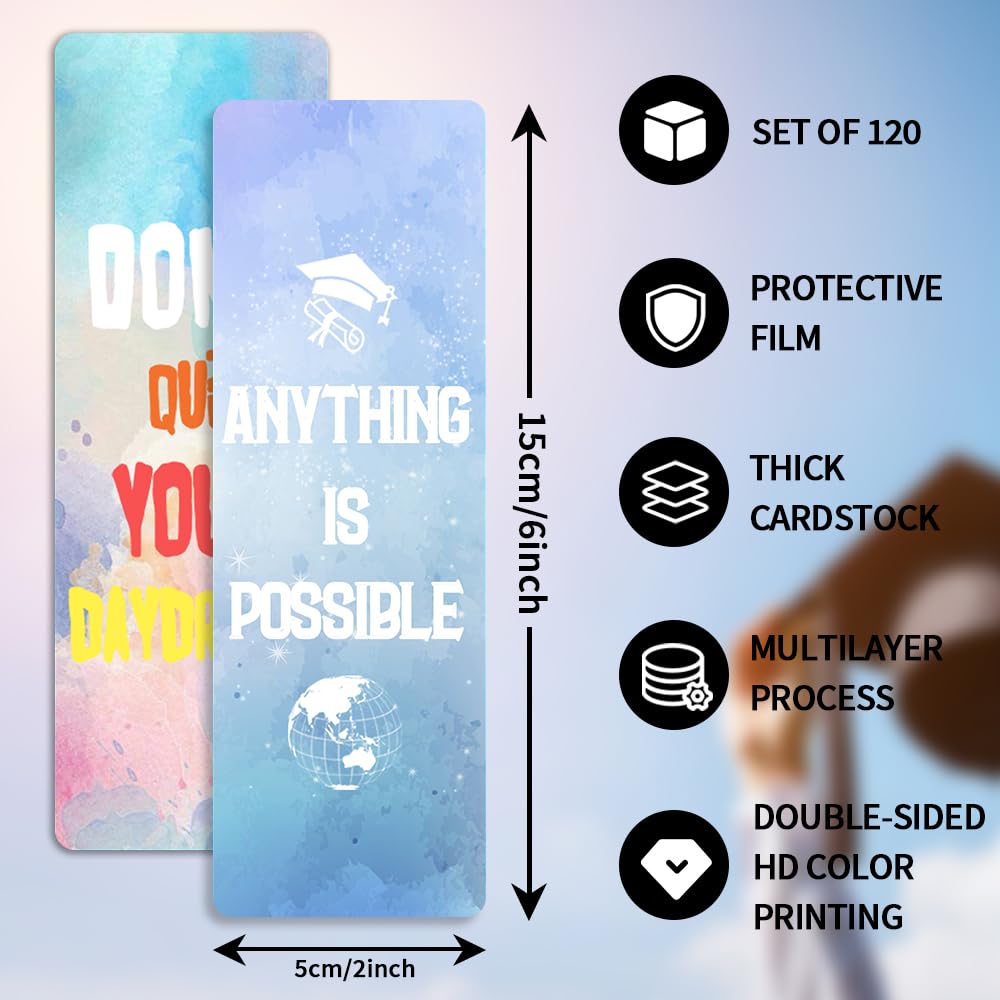 ANYTHING
IS
POSSIBLE
15cm/6inch
5cm/2inch
SET OF 120
PROTECTIVE
FILM
THICK
CARDSTOCK
MULTILAYER
PROCESS
DOUBLE-SIDED
HD COLOR
PRINTING